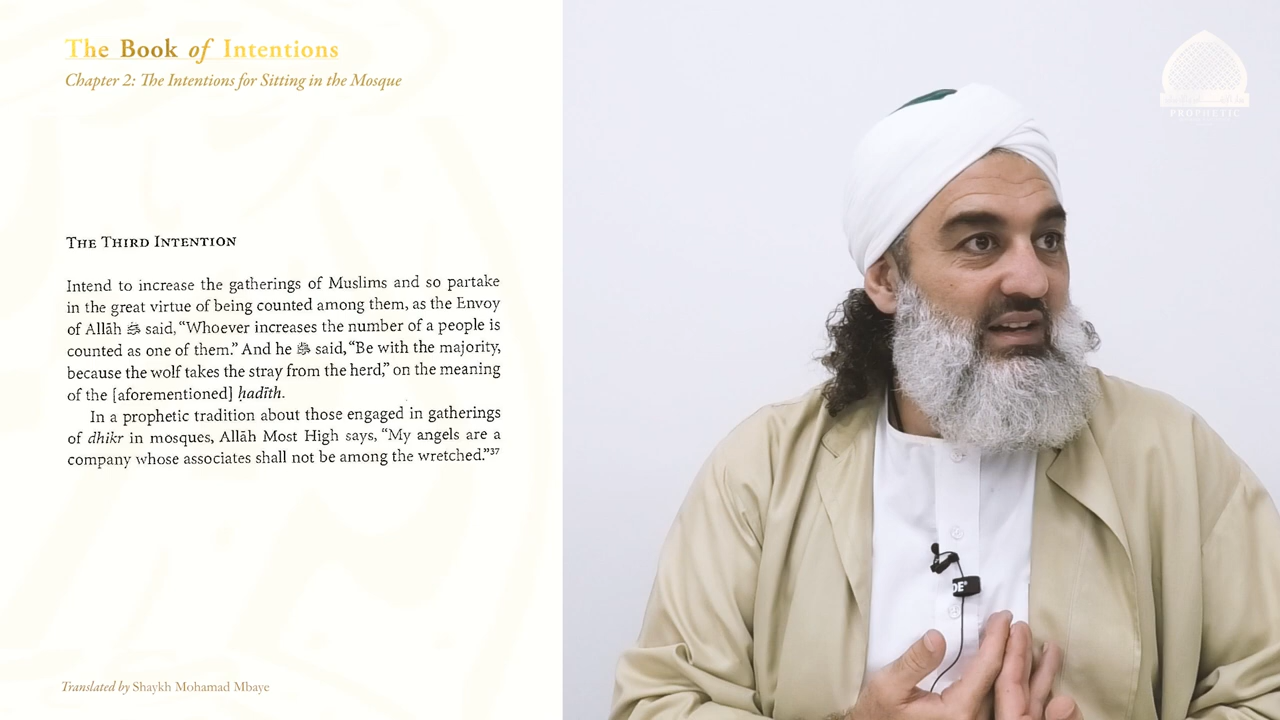 The Book of Intentions
Chapter 2: The Intentions for Sitting in the Mosque
The Third Intention
Intend to increase the gatherings of Muslims and so partake
in the great virtue of being counted among them, as the Envoy
of Allāh ﷺ said, “Whoever increases the number of a people is
counted as one of them.” And he ﷺ said, “Be with the majority,
because the wolf takes the stray from the herd,” on the meaning
of the [aforementioned] ḥadīth.
In a prophetic tradition about those engaged in gatherings
of dhikr in mosques, Allāh Most High says, “My angels are a
company whose associates shall not be among the wretched.”37
Translated by Shaykh Mohamad Mbaye
PROPHETIC